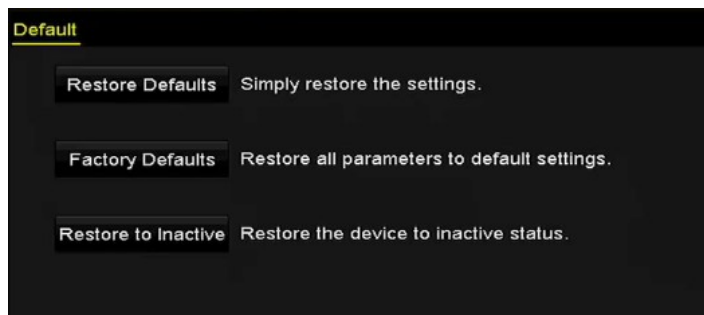 Default
Restore Defaults Simply restore the settings.
Factory Defaults Restore all parameters to default settings.
Restore to Inactive Restore the device to inactive status.